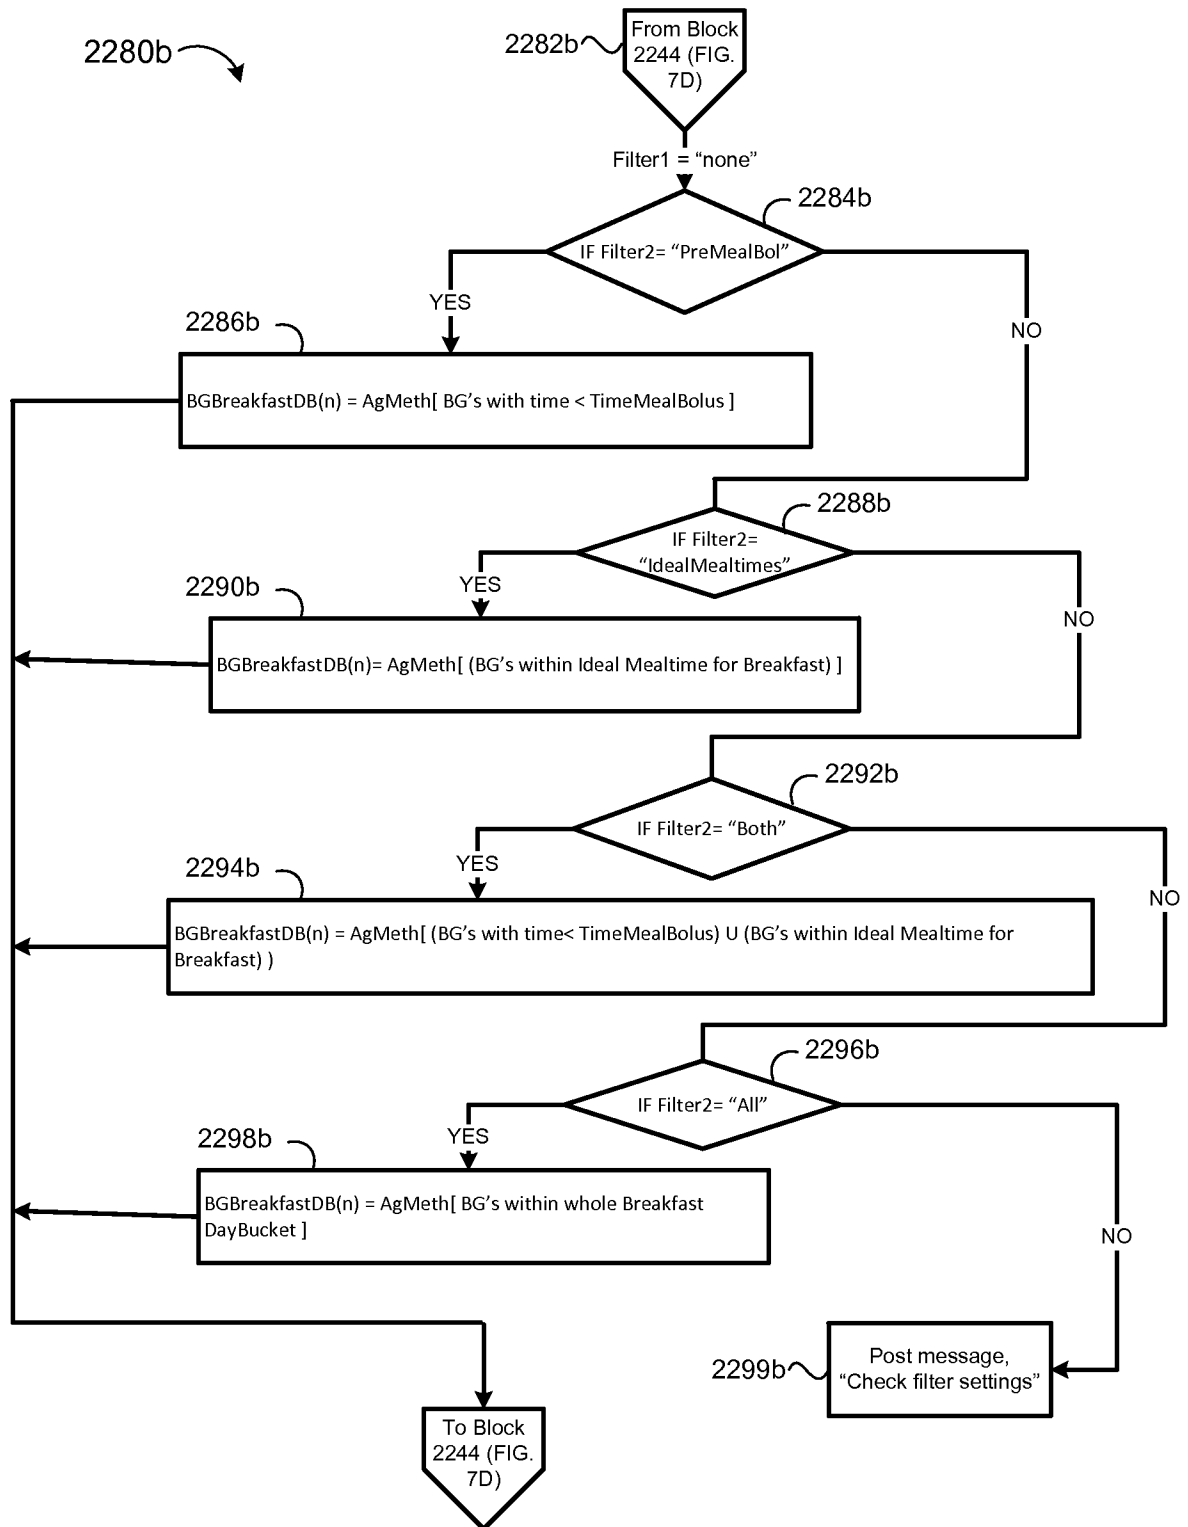 2280b
2282b
From Block
2244 (FIG.
7D)
Filter1 = “none”
2284b
IF Filter2= “PreMealBol”
YES
NO
2286b
BGBreakfastDB(n) = AgMeth[ BG’s with time < TimeMealBolus ]
2288b
IF Filter2=
“IdealMealtimes”
YES
NO
2290b
BGBreakfastDB(n)= AgMeth[ (BG’s within Ideal Mealtime for Breakfast) ]
2292b
IF Filter2= “Both”
YES
NO
2294b
BGBreakfastDB(n) = AgMeth[ (BG’s with time< TimeMealBolus) U (BG’s within Ideal Mealtime for
Breakfast) )
2296b
IF Filter2= “All”
YES
NO
2298b
BGBreakfastDB(n) = AgMeth[ BG’s within whole Breakfast
DayBucket ]
2299b
Post message,
“Check filter settings”
To Block
2244 (FIG.
7D)